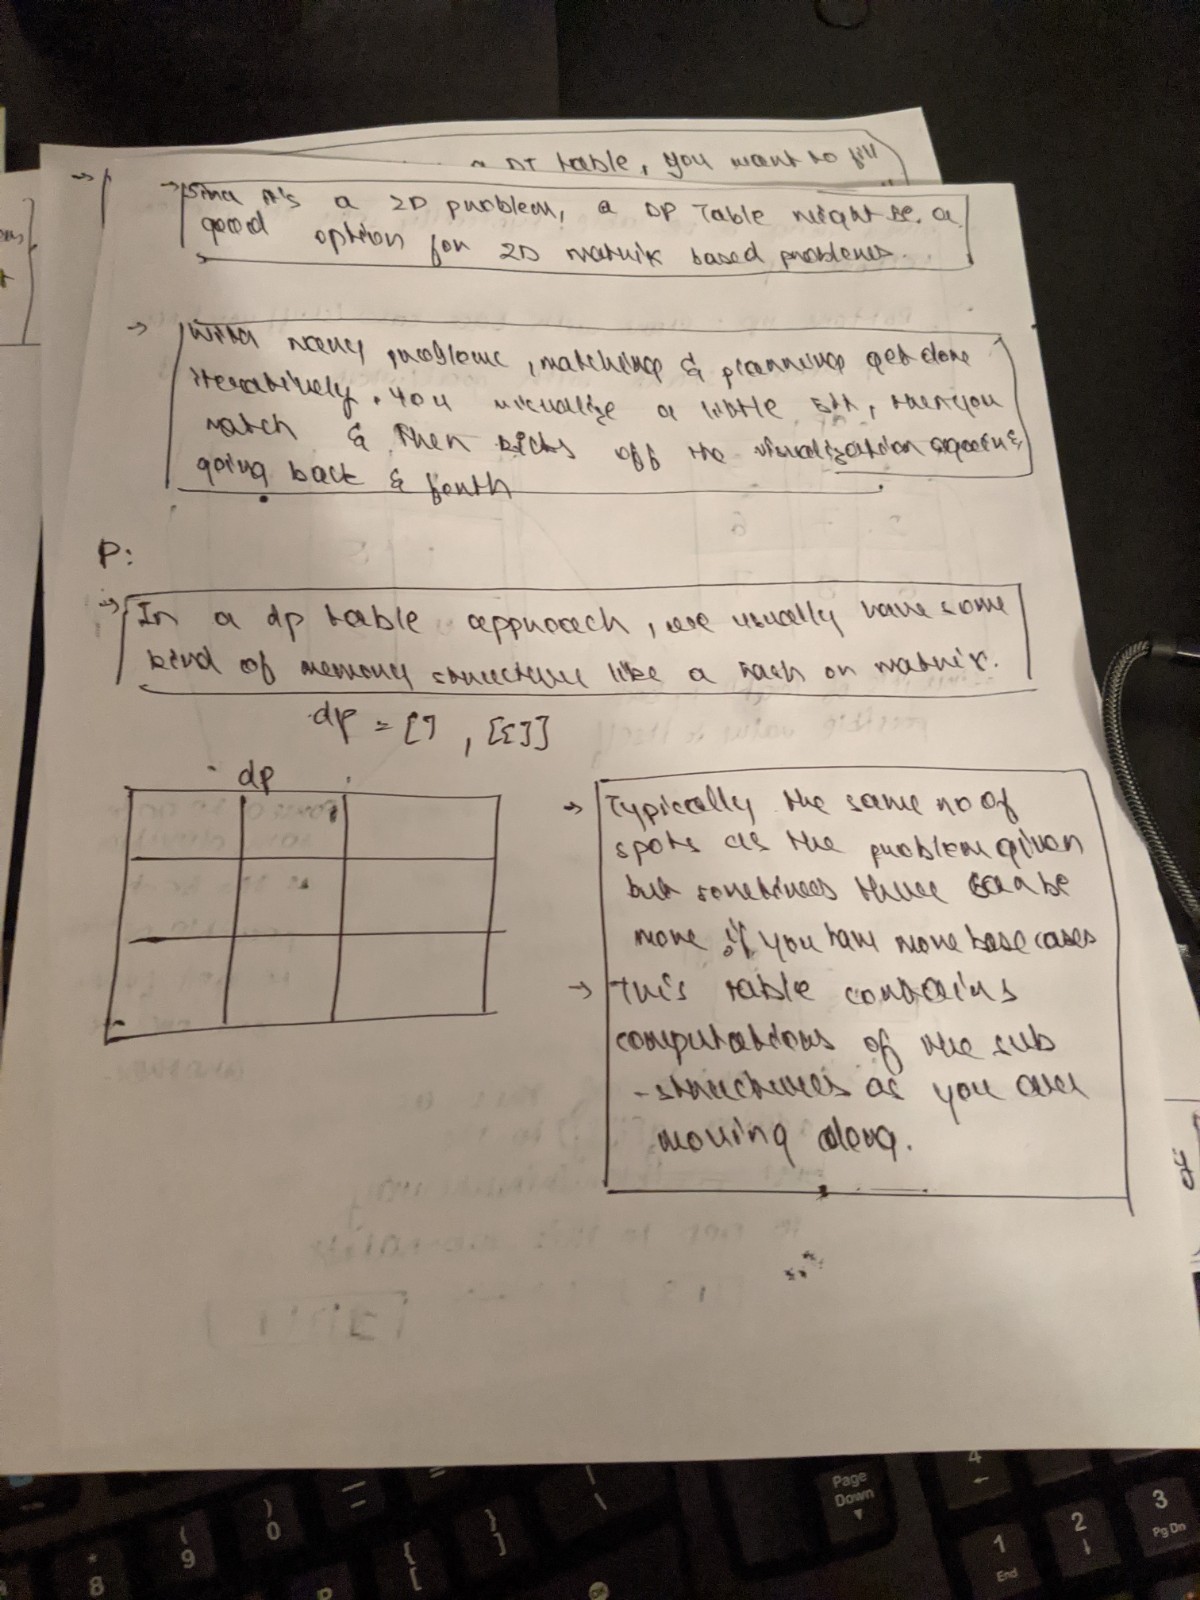 DP table, you want to fill
→ Since it's a 2D problem, a DP Table might be a
good option for 2D matrix based problems.
→ With many problems, matching & planning get done
iteratively. You visualize a little bit, then you
match & then kicks off the visualization again &
going back & forth
P:
→ In a dp table approach, we usually have some
kind of memory structure like a hash or matrix.
dp = [] , [[]]
dp
→ Typically the same no of
spots as the problem given
but sometimes there can be
more if you have more base cases
→ This table contains
computations of the sub
-structures as you are
moving along.
Page
Down
4
1
End
2
3
Pg Dn
)
0
(
9
*
8
}
]
{
[
|
\